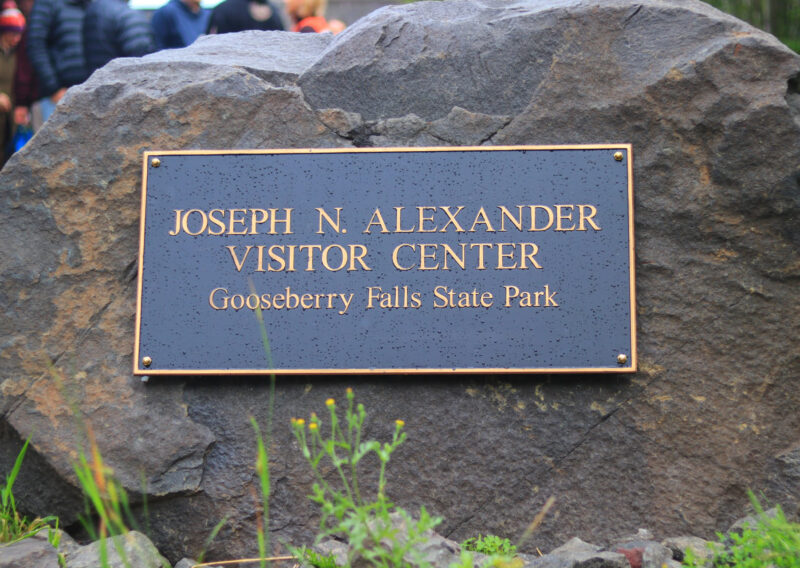 JOSEPH N. ALEXANDER
VISITOR CENTER
Gooseberry Falls State Park